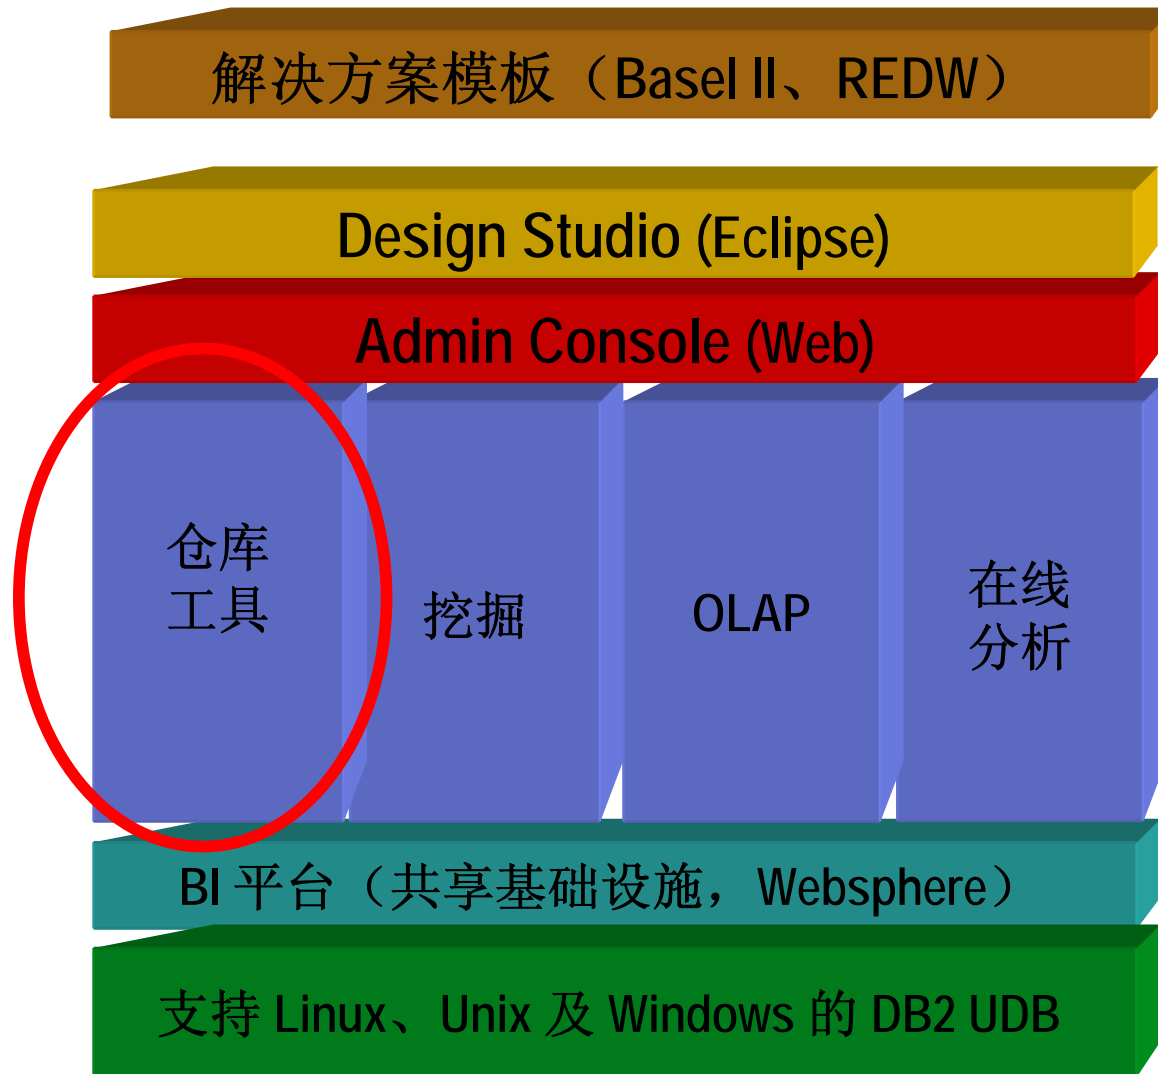 解决方案模板（Basel II、REDW）
Design Studio (Eclipse)
Admin Console (Web)
仓库
工具
挖掘
OLAP
在线
分析
BI 平台（共享基础设施，Websphere）
支持 Linux、Unix 及 Windows 的 DB2 UDB